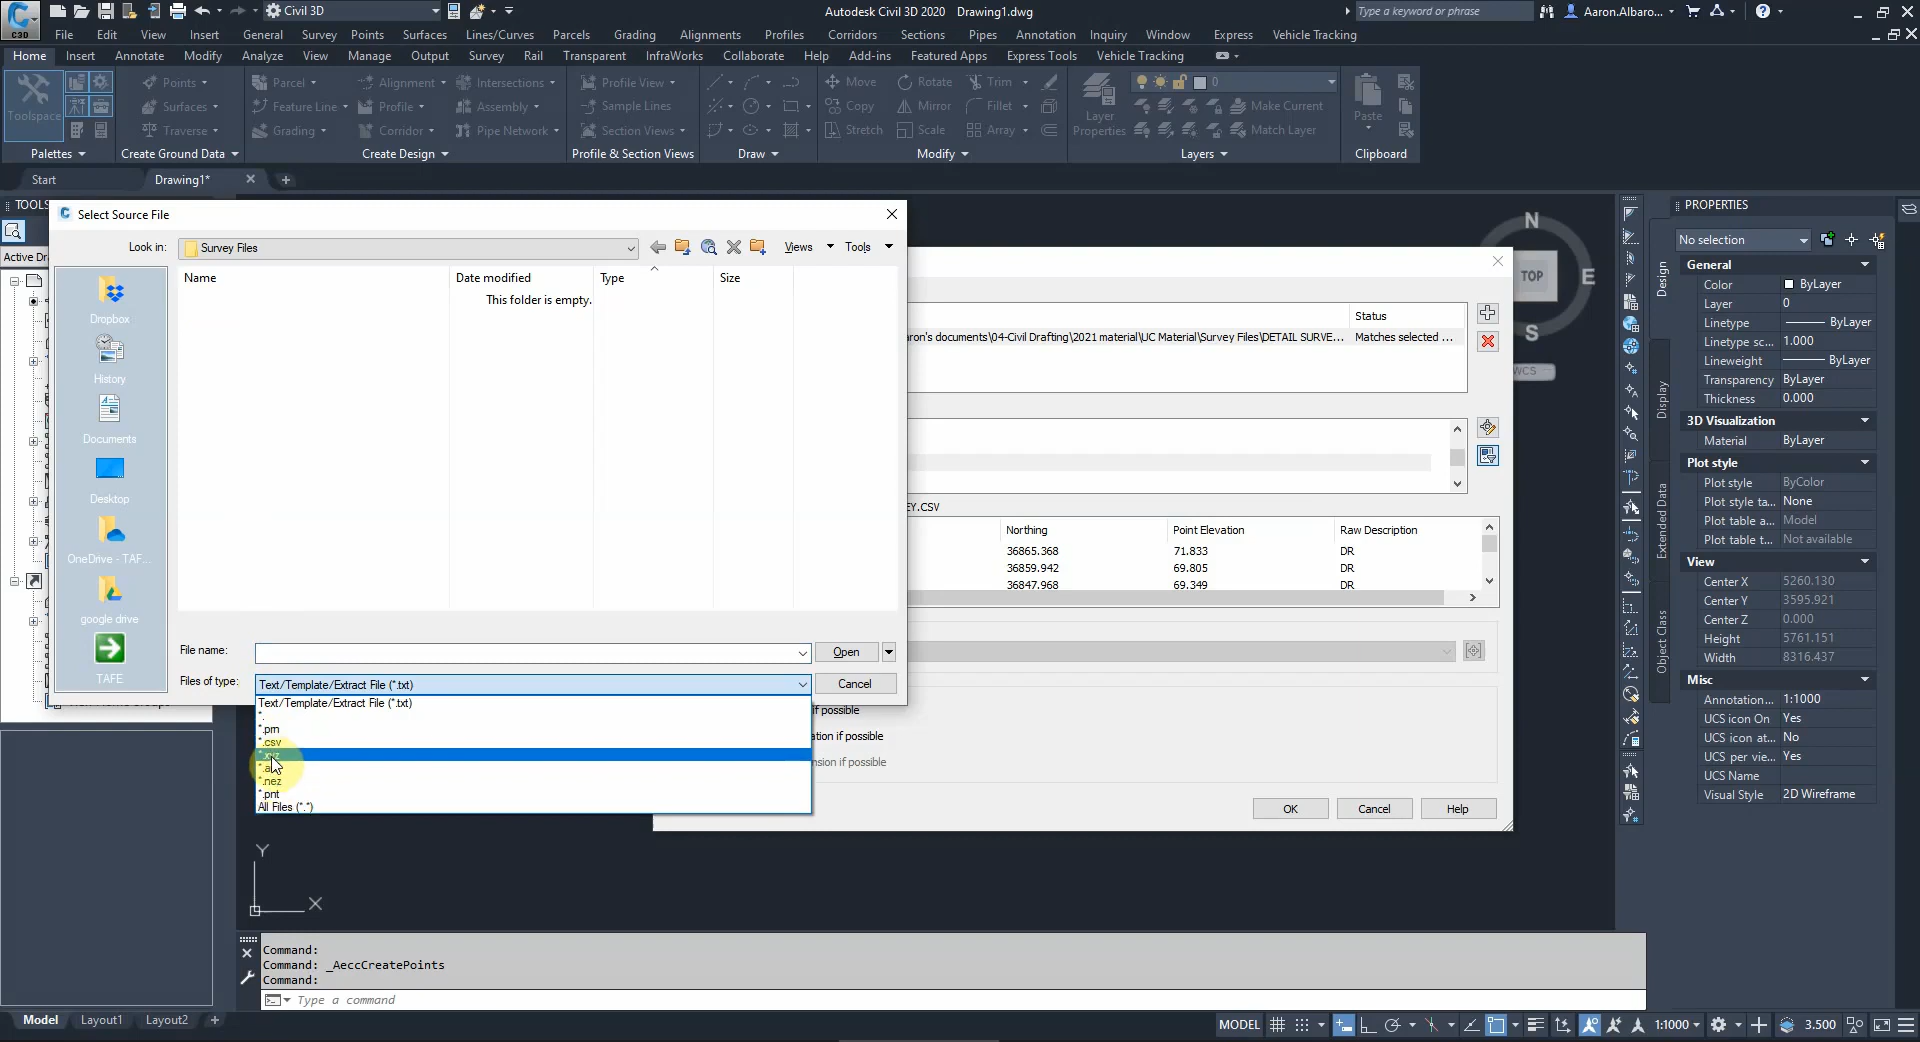 Civil 3D
Autodesk Civil 3D 2020 Drawing1.dwg
Type a keyword or phrase
Aaron.Albaro...
C3D
File Edit View Insert General Survey Points Surfaces Lines/Curves Parcels Grading Alignments Profiles Corridors Sections Pipes Annotation Inquiry Window Express Vehicle Tracking
Home Insert Annotate Modify Analyze View Manage Output Survey Rail Transparent InfraWorks Collaborate Help Add-ins Featured Apps Express Tools Vehicle Tracking
Toolspace
Points Parcel Alignment Intersections Profile View Move Rotate Trim 0
Surfaces Feature Line Profile Assembly Sample Lines Copy Mirror Fillet Make Current
Traverse Grading Corridor Pipe Network Section Views Stretch Scale Array Match Layer
Layer Properties
Paste
Palettes Create Ground Data Create Design Profile & Section Views Draw Modify Layers Clipboard
Start Drawing1*
TOOLS
Active Dr
Select Source File
Look in: Survey Files
Views Tools
Name Date modified Type Size
This folder is empty.
Dropbox
History
Documents
Desktop
OneDrive - TAF...
google drive
TAFE
File name: Open
Files of type: Text/Template/Extract File (*.txt) Cancel
Text/Template/Extract File (*.txt)
*.
*.prn
*.csv
*.xyz
*.nez
*.pnt
All Files (*.*)
Status
ron's documents\04-Civil Drafting\2021 material\UC Material\Survey Files\DETAIL SURVE... Matches selected ...
EY.CSV
Northing Point Elevation Raw Description
36865.368 71.833 DR
36859.942 69.805 DR
36847.968 69.349 DR
if possible
ation if possible
nsion if possible
OK Cancel Help
N
TOP E
S
WCS
PROPERTIES
No selection
Design
Display
Extended Data
Object Class
General
Color ByLayer
Layer 0
Linetype ByLayer
Linetype sc... 1.000
Lineweight ByLayer
Transparency ByLayer
Thickness 0.000
3D Visualization
Material ByLayer
Plot style
Plot style ByColor
Plot style ta... None
Plot table a... Model
Plot table t... Not available
View
Center X 5260.130
Center Y 3595.921
Center Z 0.000
Height 5761.151
Width 8316.437
Misc
Annotation... 1:1000
UCS icon On Yes
UCS icon at... No
UCS per vie... Yes
UCS Name
Visual Style 2D Wireframe
Y
X
Command:
Command: _AeccCreatePoints
Command:
Type a command
Model Layout1 Layout2 +
MODEL 1:1000 3.500